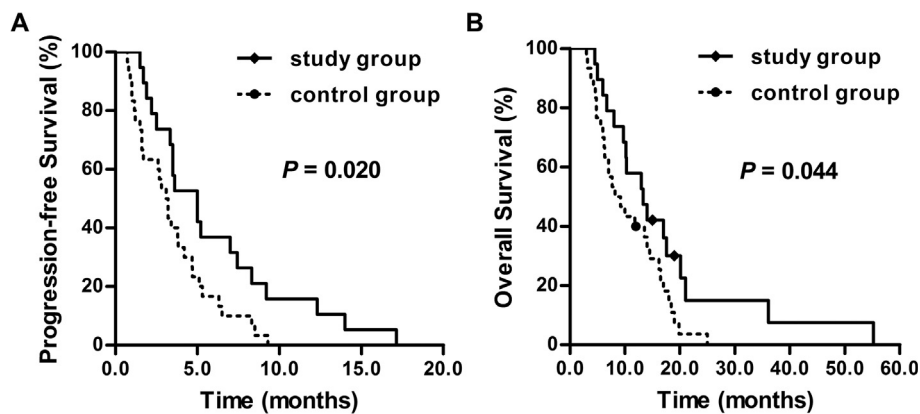 A
Progression-free Survival (%)
100
80
60
40
20
0
study group
control group
P = 0.020
0.0 5.0 10.0 15.0 20.0
Time (months)
B
Overall Survival (%)
100
80
60
40
20
0
study group
control group
P = 0.044
0.0 10.0 20.0 30.0 40.0 50.0 60.0
Time (months)